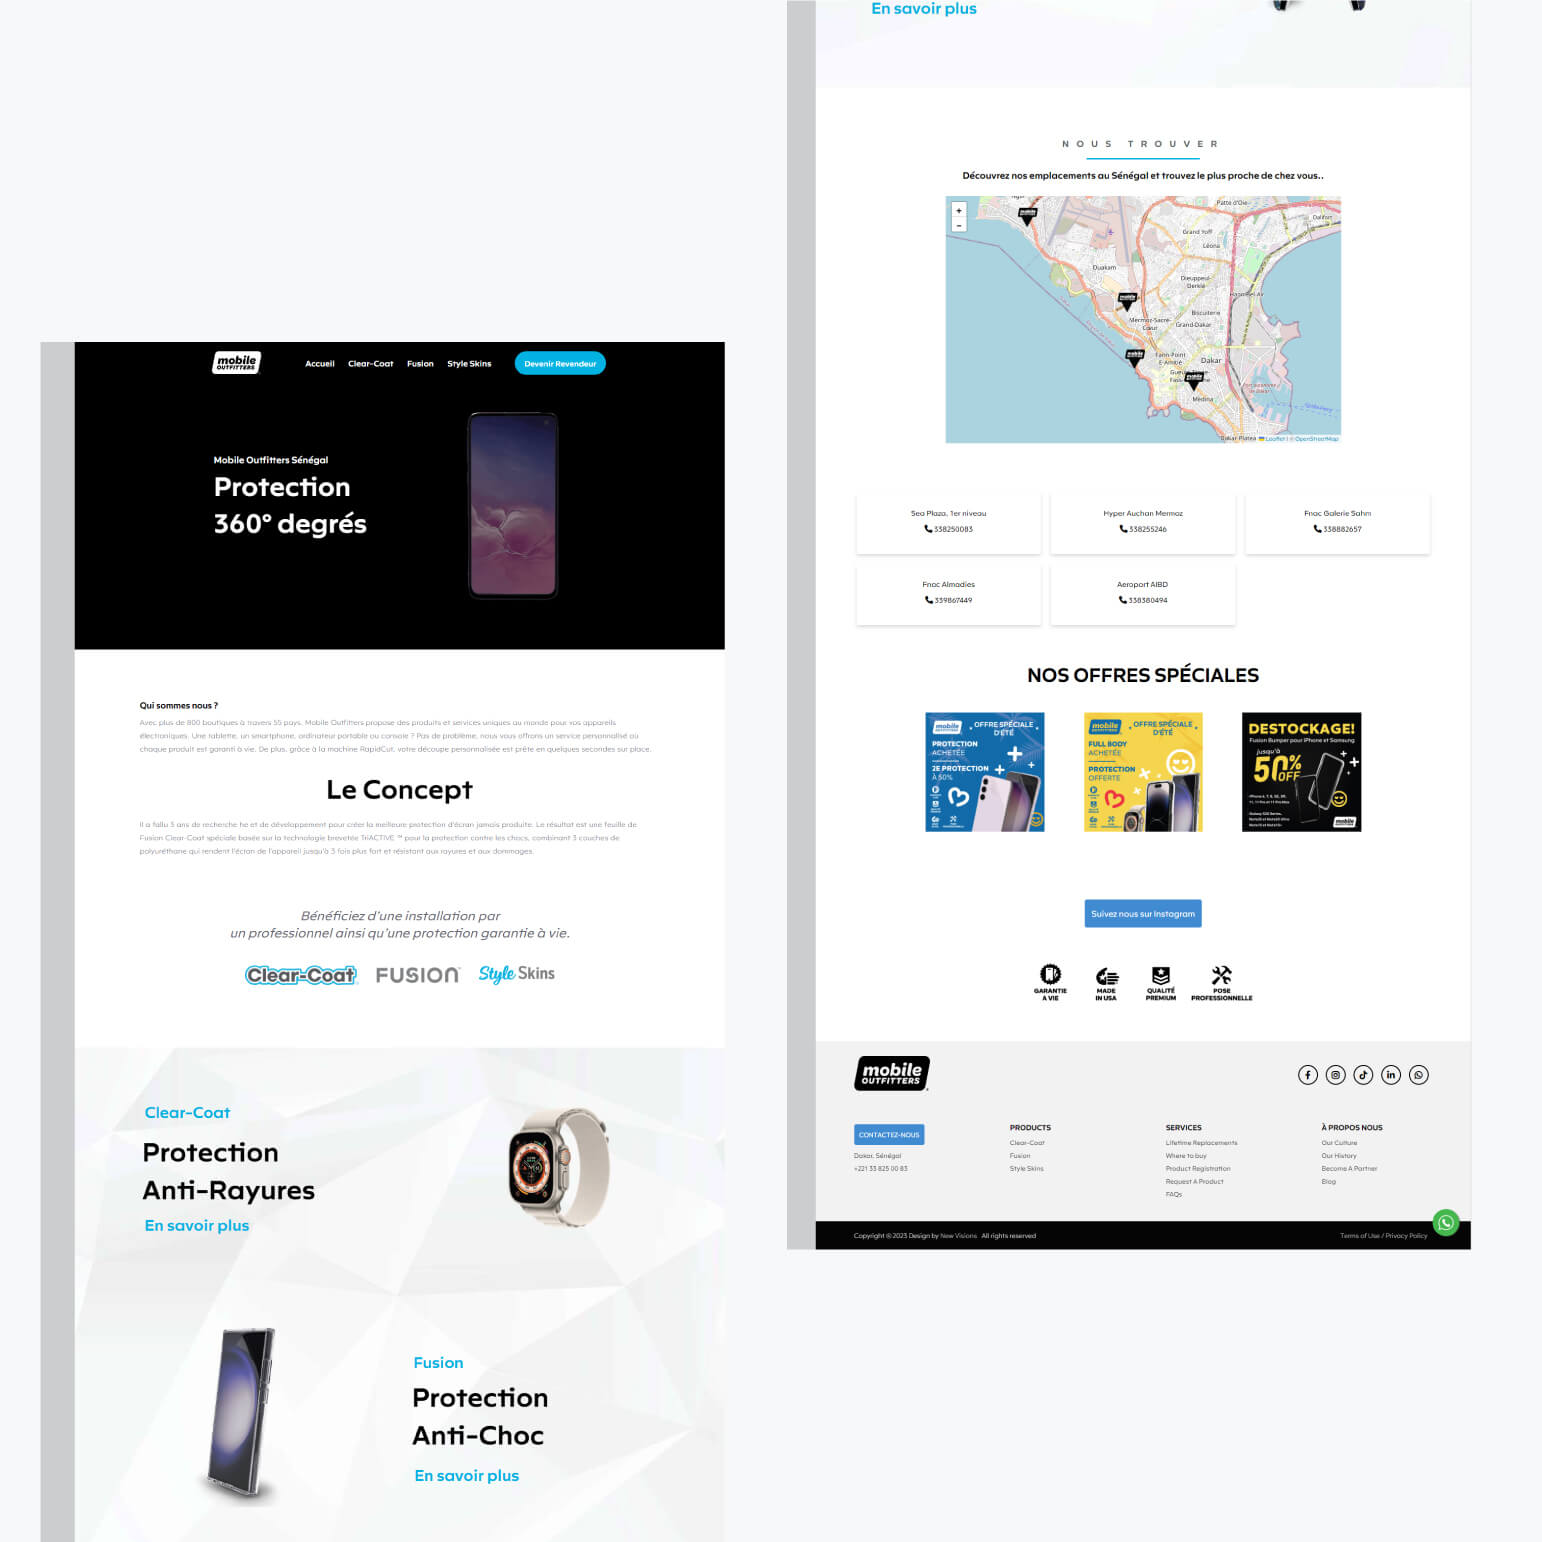 mobile
OUTFITTERS
Accueil
Clear-Coat
Fusion
Style Skins
Devenir Revendeur
Mobile Outfitters Sénégal
Protection
360° degrés
Qui sommes nous ?
Avec plus de 800 boutiques à travers 55 pays, Mobile Outfitters propose des produits et services uniques au monde pour vos appareils
électroniques. Une tablette, un smartphone, ordinateur portable ou console ? Pas de problème, nous vous offrons un service personnalisé où
chaque produit est garanti à vie. De plus, grâce à la machine RapidCut, votre découpe personnalisée est prête en quelques secondes sur place.
Le Concept
Il a fallu 3 ans de recherche he et de développement pour créer la meilleure protection d'écran jamais produite. Le résultat est une feuille de
Fusion Clear-Coat spéciale basée sur la technologie brevetée TriACTIVE ™ pour la protection contre les chocs, combinant 3 couches de
polyuréthane qui rendent l'écran de l'appareil jusqu'à 3 fois plus fort et résistant aux rayures et aux dommages.
Bénéficiez d'une installation par
un professionnel ainsi qu'une protection garantie à vie.
Clear-Coat
FUSION
Style Skins
Clear-Coat
Protection
Anti-Rayures
En savoir plus
Fusion
Protection
Anti-Choc
En savoir plus
En savoir plus
NOUS TROUVER
Découvrez nos emplacements au Sénégal et trouvez le plus proche de chez vous..
+
−
Patte d'Oie
Dalifort
Grand Yoff
Léona
Ouakam
Dieuppeul-
Derklé
Hann-Bel-Air
Biscuiterie
Mermoz-Sacré-
Cœur
Grand-Dakar
Fann-Point
E-Amitié
Dakar
Médina
Dakar Plateau
Leaflet | © OpenStreetMap
Sea Plaza, 1er niveau
338250083
Hyper Auchan Mermoz
338255246
Fnac Galerie Sahm
338882657
Fnac Almadies
339867449
Aeroport AIBD
338380494
NOS OFFRES SPÉCIALES
mobile
OFFRE SPÉCIALE
D'ÉTÉ
PROTECTION
ACHETÉE
2E PROTECTION
À 50%
mobile
OFFRE SPÉCIALE
D'ÉTÉ
FULL BODY
ACHETÉE
PROTECTION
OFFERTE
DESTOCKAGE!
Fusion Bumper pour iPhone et Samsung
jusqu'à
50%
OFF
mobile
Suivez nous sur Instagram
GARANTIE
A VIE
MADE
IN USA
QUALITÉ
PREMIUM
POSE
PROFESSIONNELLE
mobile
OUTFITTERS
CONTACTEZ-NOUS
Dakar, Sénégal
+221 33 825 00 83
PRODUCTS
Clear-Coat
Fusion
Style Skins
SERVICES
Lifetime Replacements
Where to buy
Product Registration
Request A Product
FAQs
À PROPOS NOUS
Our Culture
Our History
Become A Partner
Blog
Copyright © 2023 Design by New Visions All rights reserved
Terms of Use / Privacy Policy